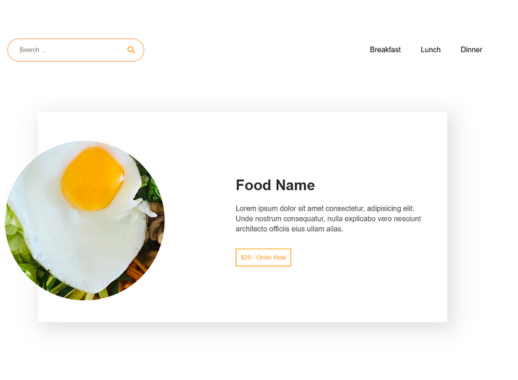 Search ...
Breakfast
Lunch
Dinner
Food Name
Lorem ipsum dolor sit amet consectetur, adipisicing elit.
Unde nostrum consequatur, nulla explicabo vero nesciunt
architecto officiis eius ullam alias.
$20 - Order Now